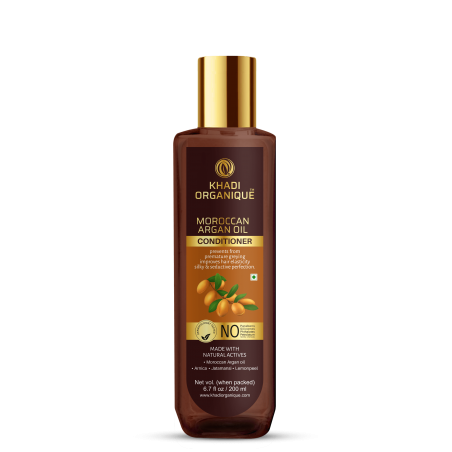 KHADI
ORGANIQUE
MOROCCAN
ARGAN OIL
CONDITIONER
prevents from
premature greying
improves hair elasticity
silky & seductive perfection.
NO
MADE WITH
NATURAL ACTIVES
• Moroccan Argan oil
• Arnica • Jatamansi • Lemonpeel
Net vol. (when packed)
6.7 fl oz / 200 ml
www.khadiorganique.com